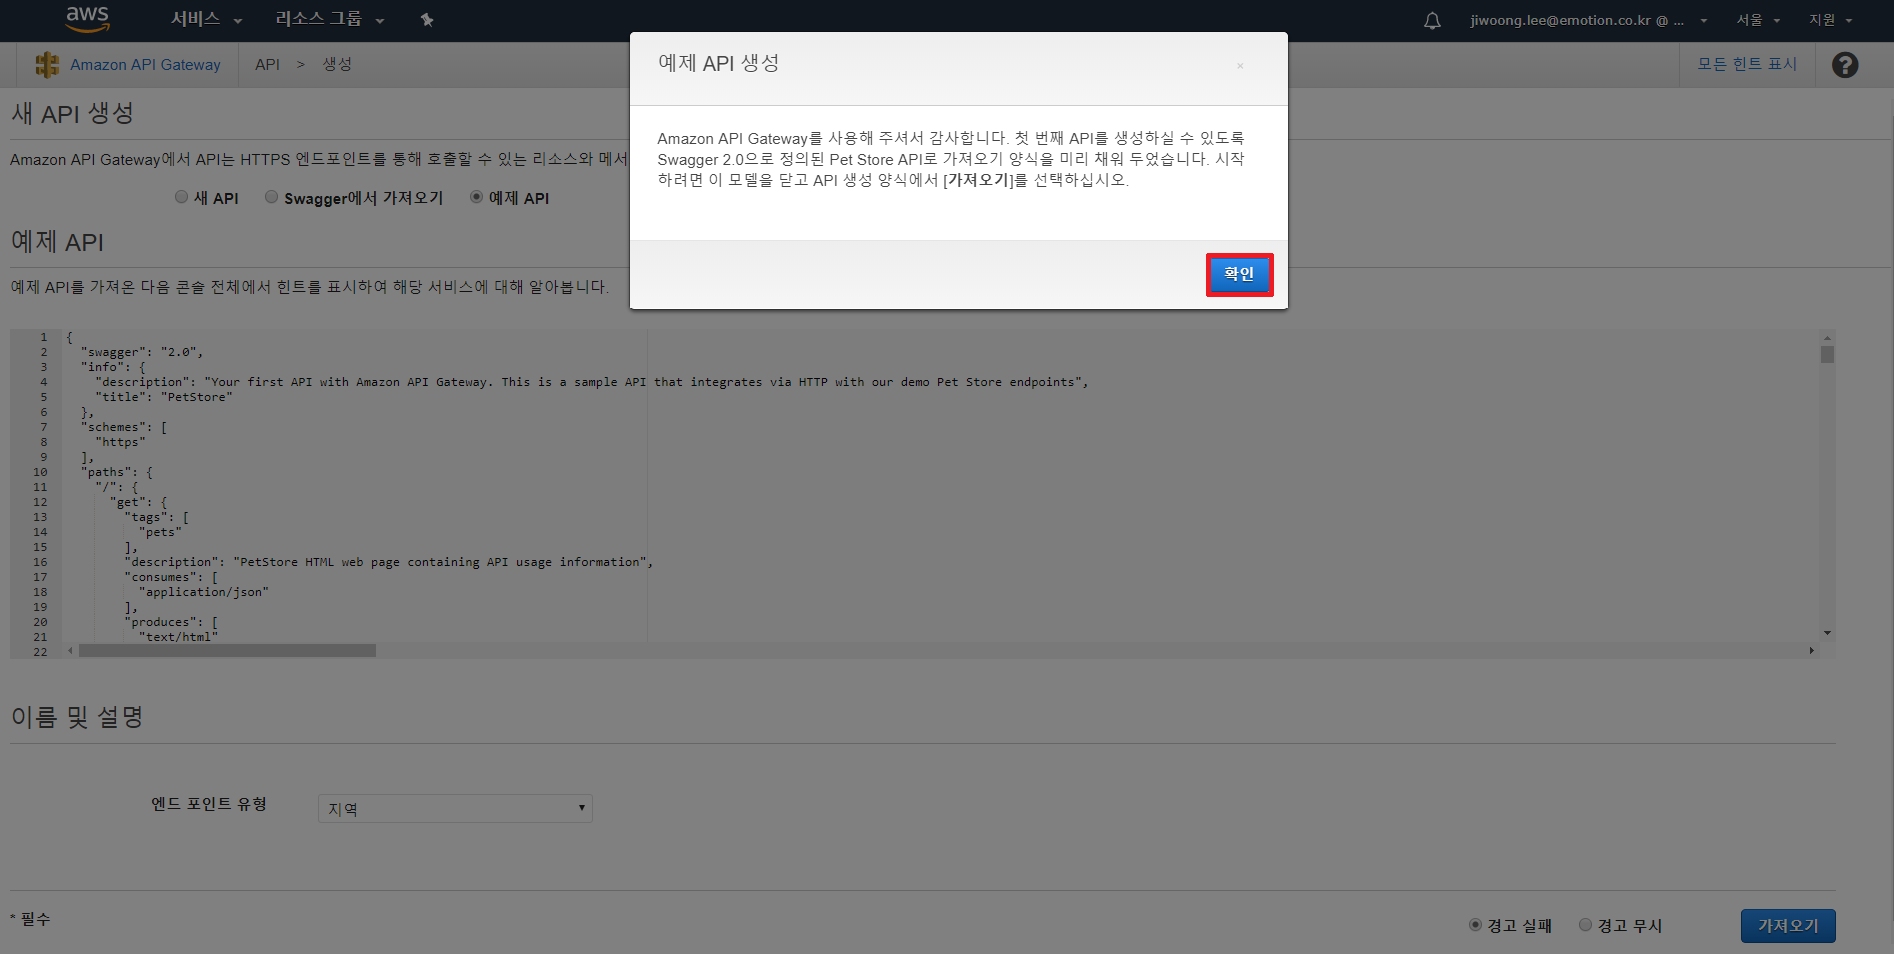 aws 서비스 리소스 그룹 jiwoong.lee@emotion.co.kr @ ... 서울 지원
Amazon API Gateway API > 생성 모든 힌트 표시 ?
예제 API 생성 ×
Amazon API Gateway를 사용해 주셔서 감사합니다. 첫 번째 API를 생성하실 수 있도록
Swagger 2.0으로 정의된 Pet Store API로 가져오기 양식을 미리 채워 두었습니다. 시작
하려면 이 모델을 닫고 API 생성 양식에서 [가져오기]를 선택하십시오.
확인
새 API 생성
Amazon API Gateway에서 API는 HTTPS 엔드포인트를 통해 호출할 수 있는 리소스와 메서
새 API Swagger에서 가져오기 예제 API
예제 API
예제 API를 가져온 다음 콘솔 전체에서 힌트를 표시하여 해당 서비스에 대해 알아봅니다.
1 {
2 "swagger": "2.0",
3 "info": {
4 "description": "Your first API with Amazon API Gateway. This is a sample API that integrates via HTTP with our demo Pet Store endpoints",
5 "title": "PetStore"
6 },
7 "schemes": [
8 "https"
9 ],
10 "paths": {
11 "/": {
12 "get": {
13 "tags": [
14 "pets"
15 ],
16 "description": "PetStore HTML web page containing API usage information",
17 "consumes": [
18 "application/json"
19 ],
20 "produces": [
21 "text/html"
22
이름 및 설명
엔드 포인트 유형 지역
* 필수 경고 실패 경고 무시 가져오기